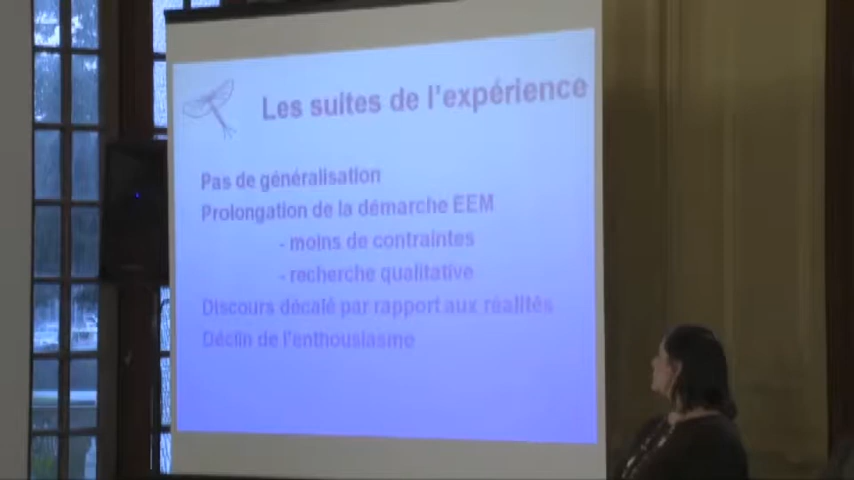 Les suites de l'expérience
Pas de généralisation
Prolongation de la démarche EEM
- moins de contraintes
- recherche qualitative
Discours décalé par rapport aux réalités
Déclin de l'enthousiasme